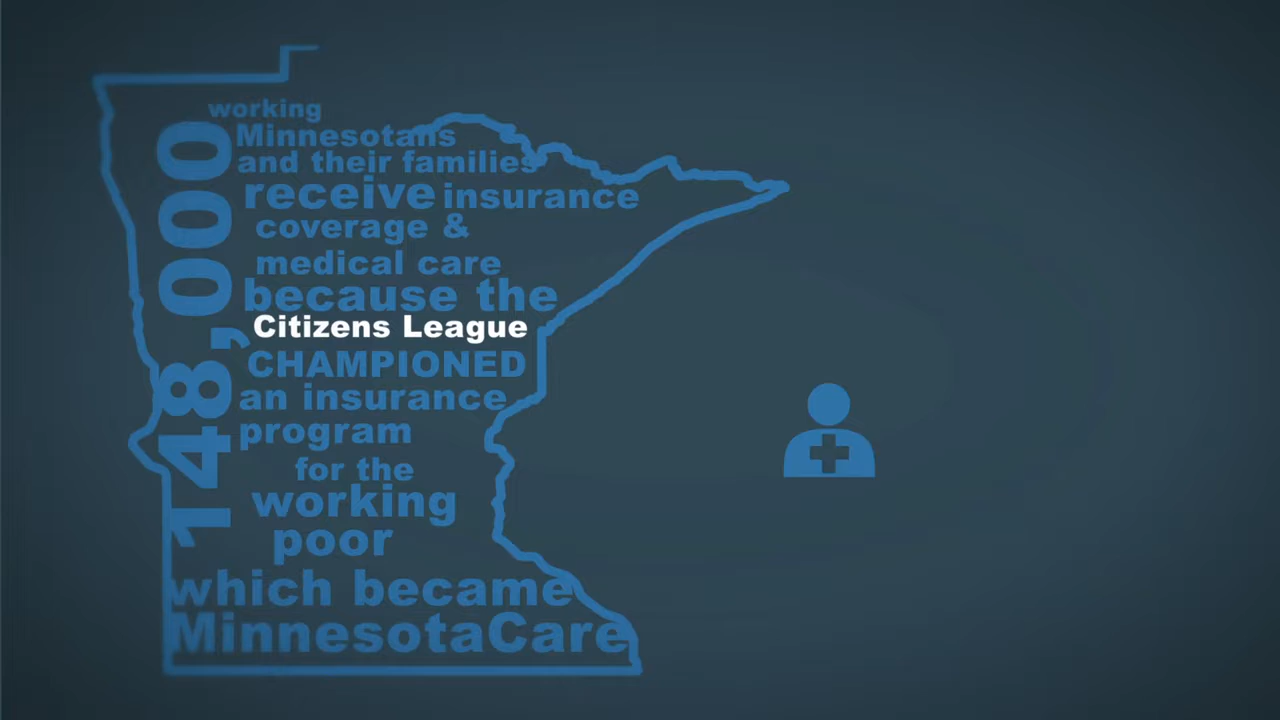 148,000
working
Minnesotans
and their families
receive insurance
coverage &
medical care
because the
Citizens League
CHAMPIONED
an insurance
program
for the
working
poor
which became
MinnesotaCare